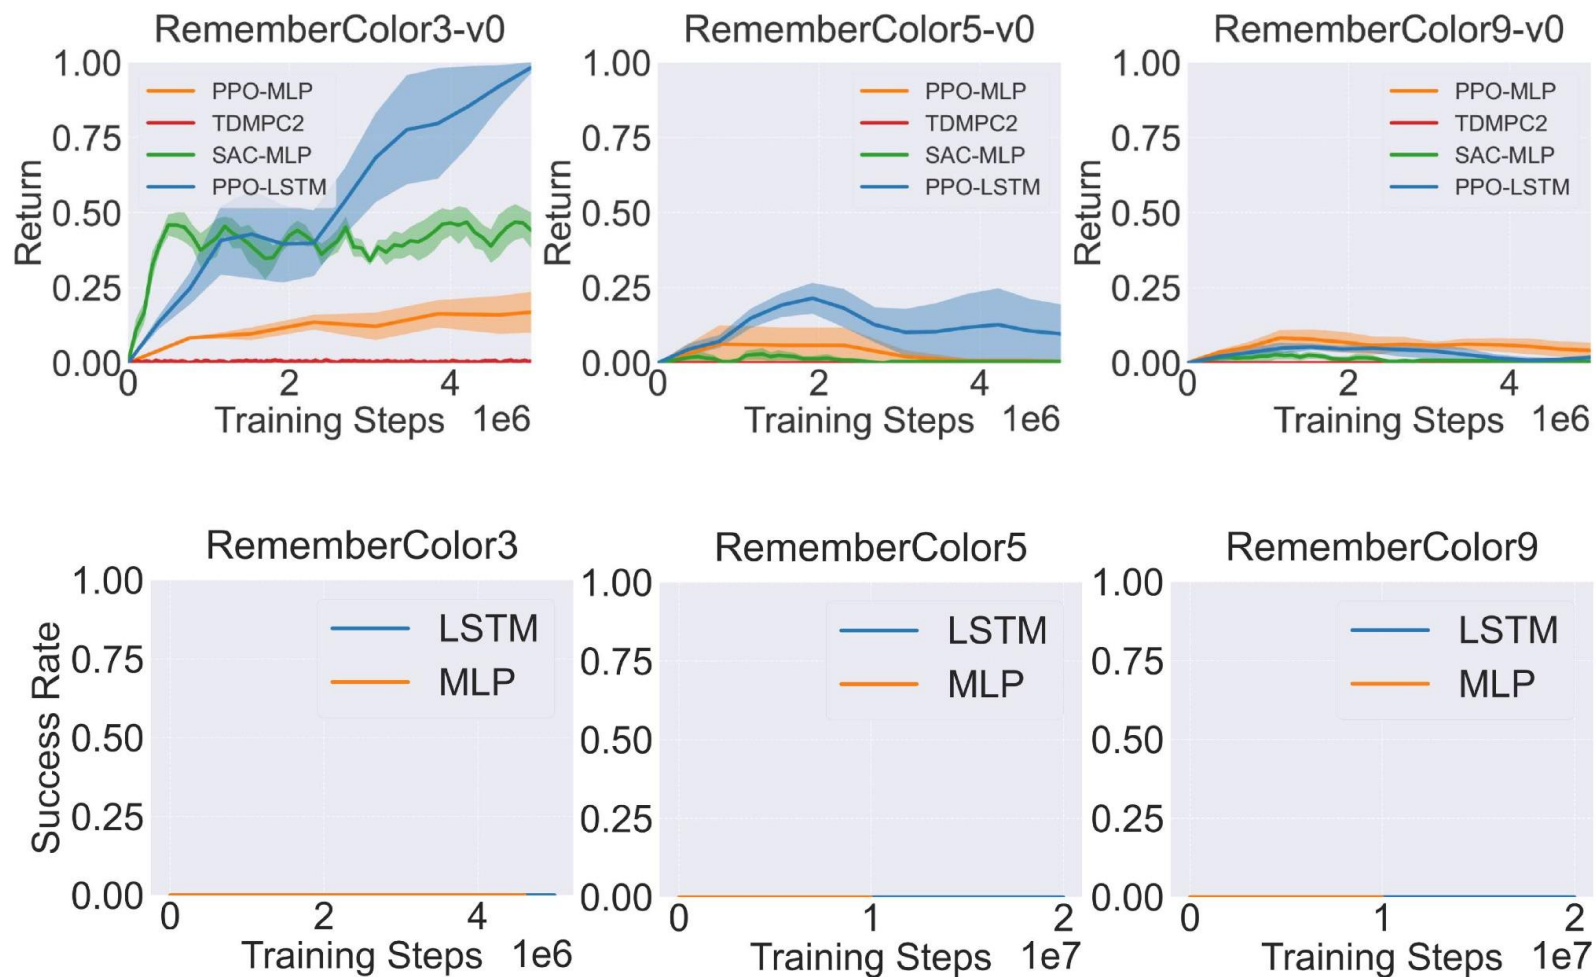 RememberColor3-v0
1.00
0.75
0.50
0.25
0.00
Return
PPO-MLP
TDMPC2
SAC-MLP
PPO-LSTM
0 2 4
Training Steps 1e6
RememberColor5-v0
1.00
0.75
0.50
0.25
0.00
Return
PPO-MLP
TDMPC2
SAC-MLP
PPO-LSTM
0 2 4
Training Steps 1e6
RememberColor9-v0
1.00
0.75
0.50
0.25
0.00
Return
PPO-MLP
TDMPC2
SAC-MLP
PPO-LSTM
0 2 4
Training Steps 1e6
RememberColor3
1.00
0.75
0.50
0.25
0.00
Success Rate
LSTM
MLP
0 2 4
Training Steps 1e6
RememberColor5
1.00
0.75
0.50
0.25
0.00
LSTM
MLP
0 1 2
Training Steps 1e7
RememberColor9
1.00
0.75
0.50
0.25
0.00
LSTM
MLP
0 1 2
Training Steps 1e7